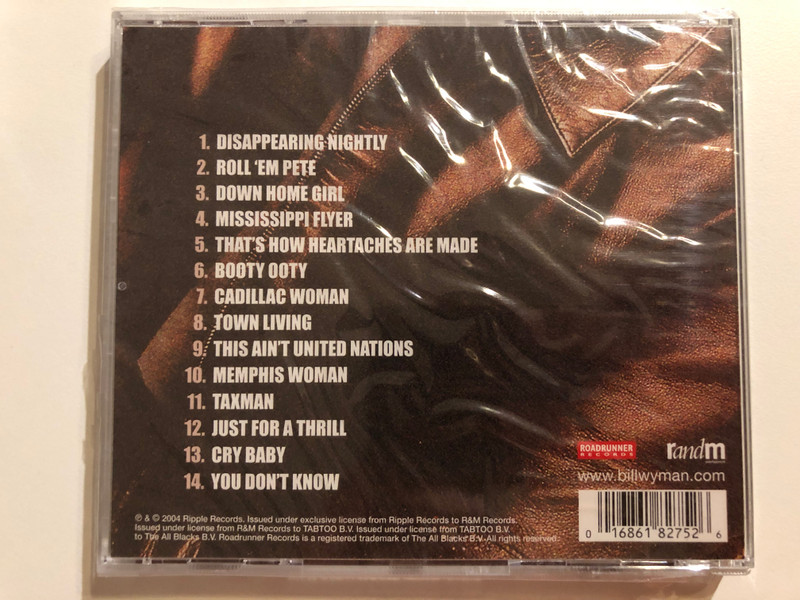 1. DISAPPEARING NIGHTLY
2. ROLL 'EM PETE
3. DOWN HOME GIRL
4. MISSISSIPPI FLYER
5. THAT'S HOW HEARTACHES ARE MADE
6. BOOTY OOTY
7. CADILLAC WOMAN
8. TOWN LIVING
9. THIS AIN'T UNITED NATIONS
10. MEMPHIS WOMAN
11. TAXMAN
12. JUST FOR A THRILL
13. CRY BABY
14. YOU DON'T KNOW
ROADRUNNER
RECORDS
randm
www.billwyman.com
℗ & © 2004 Ripple Records. Issued under exclusive license from Ripple Records to R&M Records.
Issued under license from R&M Records to TABTOO B.V. Issued under license from TABTOO B.V.
to The All Blacks B.V. Roadrunner Records is a registered trademark of The All Blacks B.V. All rights reserved.
0 16861 82752 6